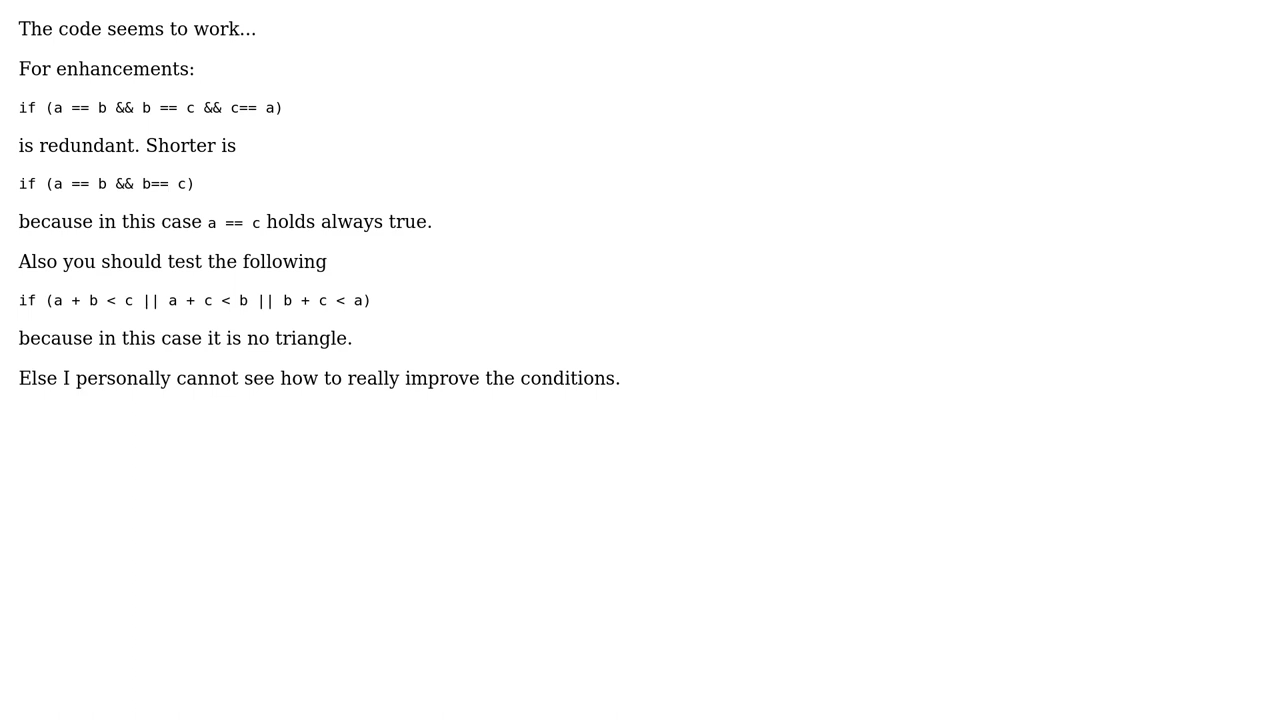 The code seems to work...
For enhancements:
if (a == b && b == c && c== a)
is redundant. Shorter is
if (a == b && b== c)
because in this case a == c holds always true.
Also you should test the following
if (a + b < c || a + c < b || b + c < a)
because in this case it is no triangle.
Else I personally cannot see how to really improve the conditions.